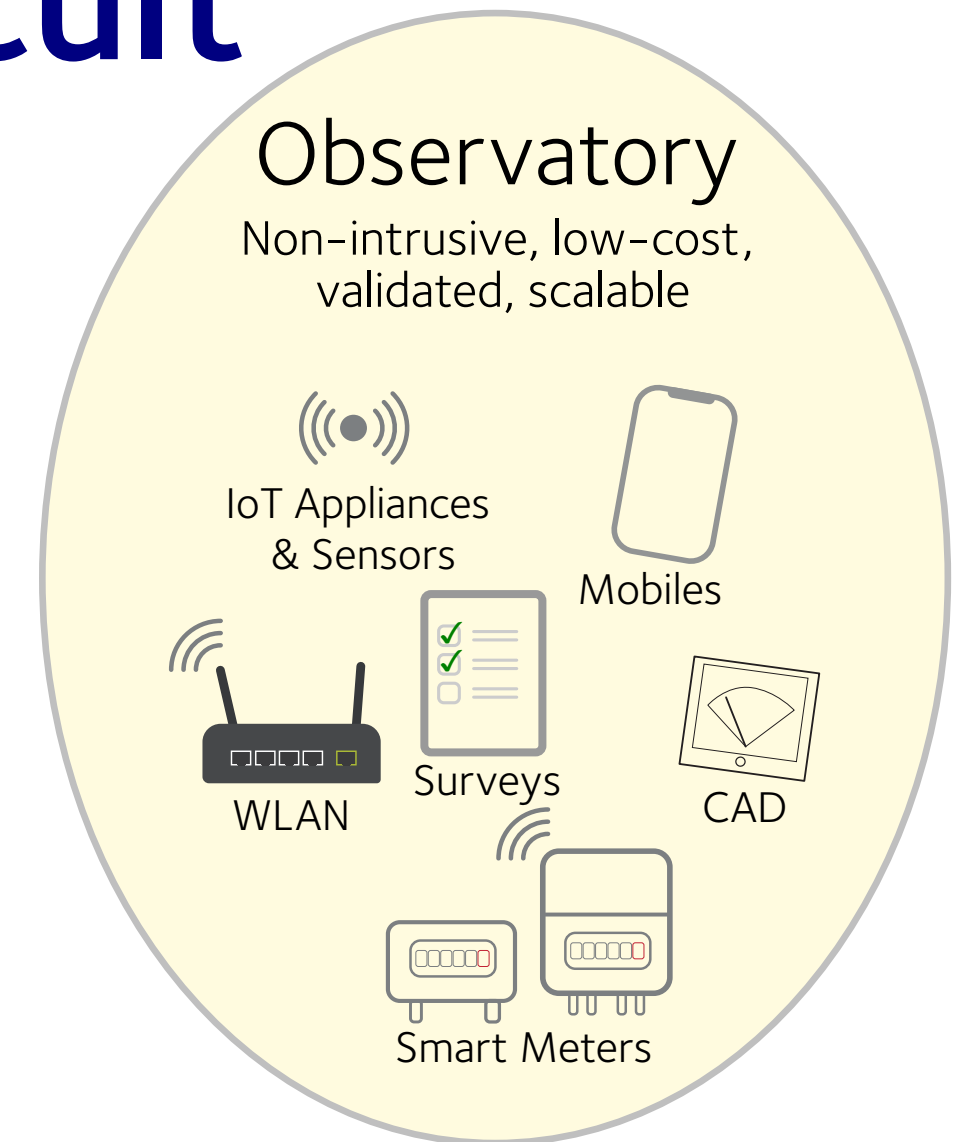 Observatory
Non-intrusive, low-cost,
validated, scalable
IoT Appliances
& Sensors
Mobiles
Surveys
WLAN
CAD
Smart Meters